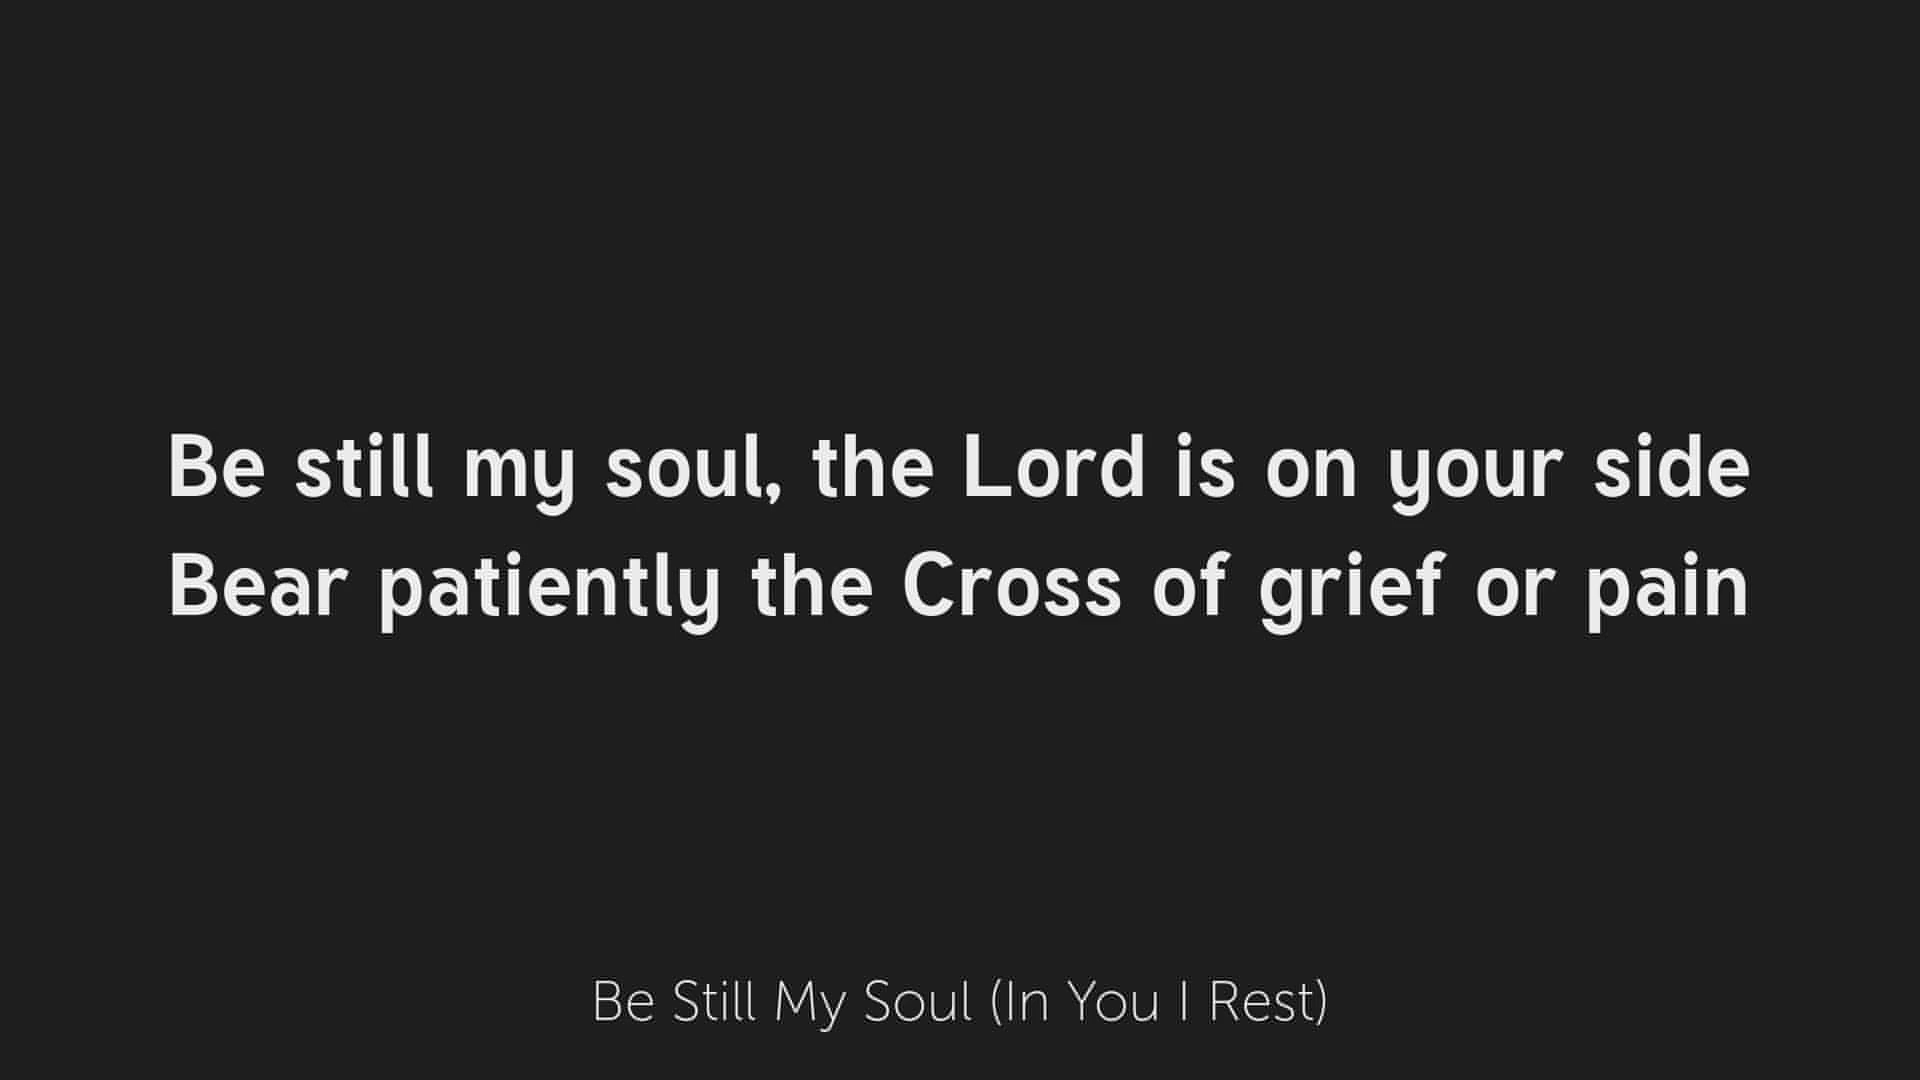 Be still my soul, the Lord is on your side
Bear patiently the Cross of grief or pain
Be Still My Soul (In You I Rest)